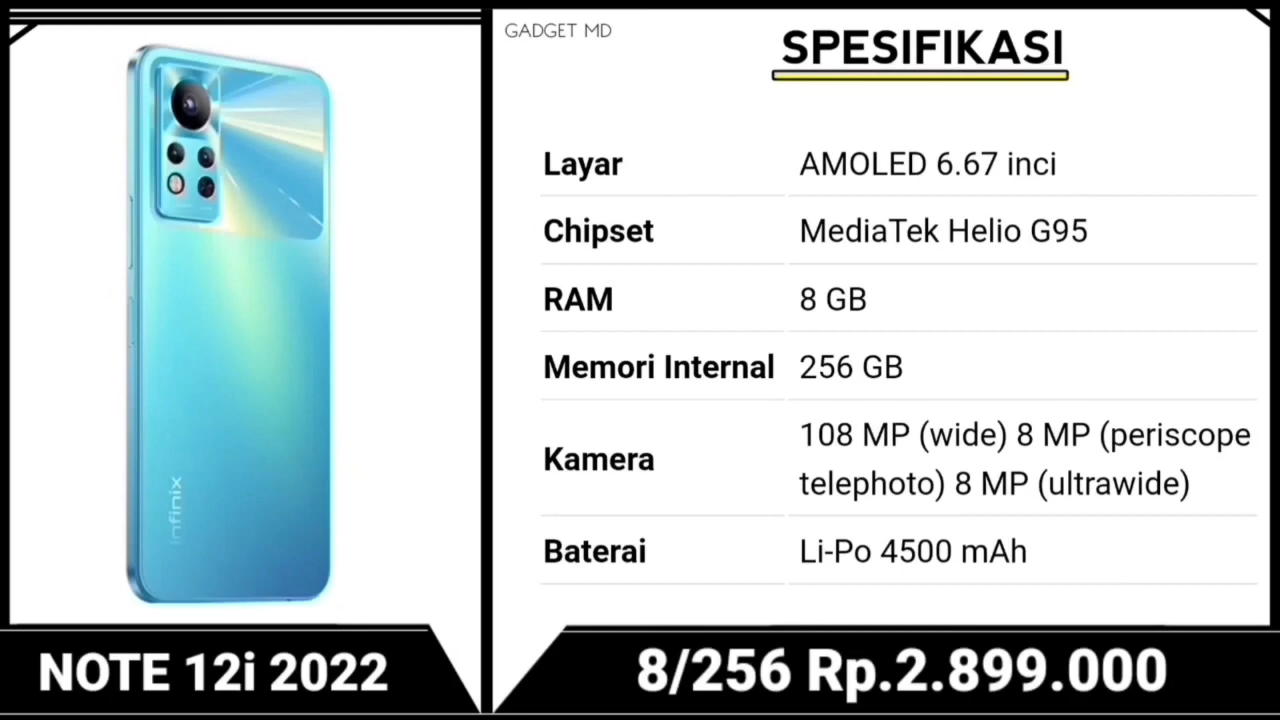 GADGET MD
SPESIFIKASI
Layar AMOLED 6.67 inci
Chipset MediaTek Helio G95
RAM 8 GB
Memori Internal 256 GB
Kamera 108 MP (wide) 8 MP (periscope
telephoto) 8 MP (ultrawide)
Baterai Li-Po 4500 mAh
Infinix
NOTE 12i 2022
8/256 Rp.2.899.000